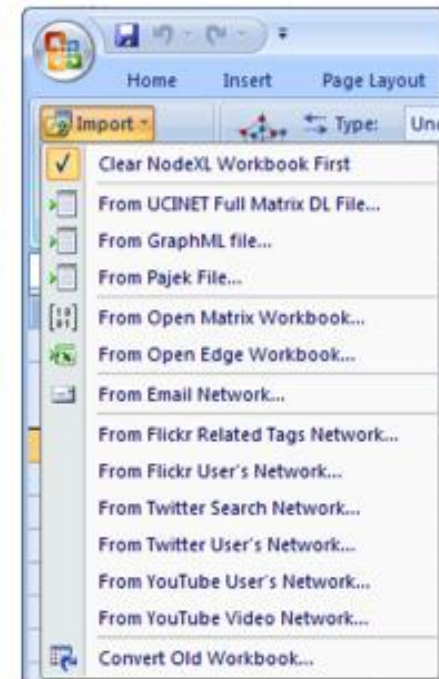 Home Insert Page Layout
Import Type: Und
Clear NodeXL Workbook First
From UCINET Full Matrix DL File...
From GraphML file...
From Pajek File...
From Open Matrix Workbook...
From Open Edge Workbook...
From Email Network...
From Flickr Related Tags Network...
From Flickr User's Network...
From Twitter Search Network...
From Twitter User's Network...
From YouTube User's Network...
From YouTube Video Network...
Convert Old Workbook...